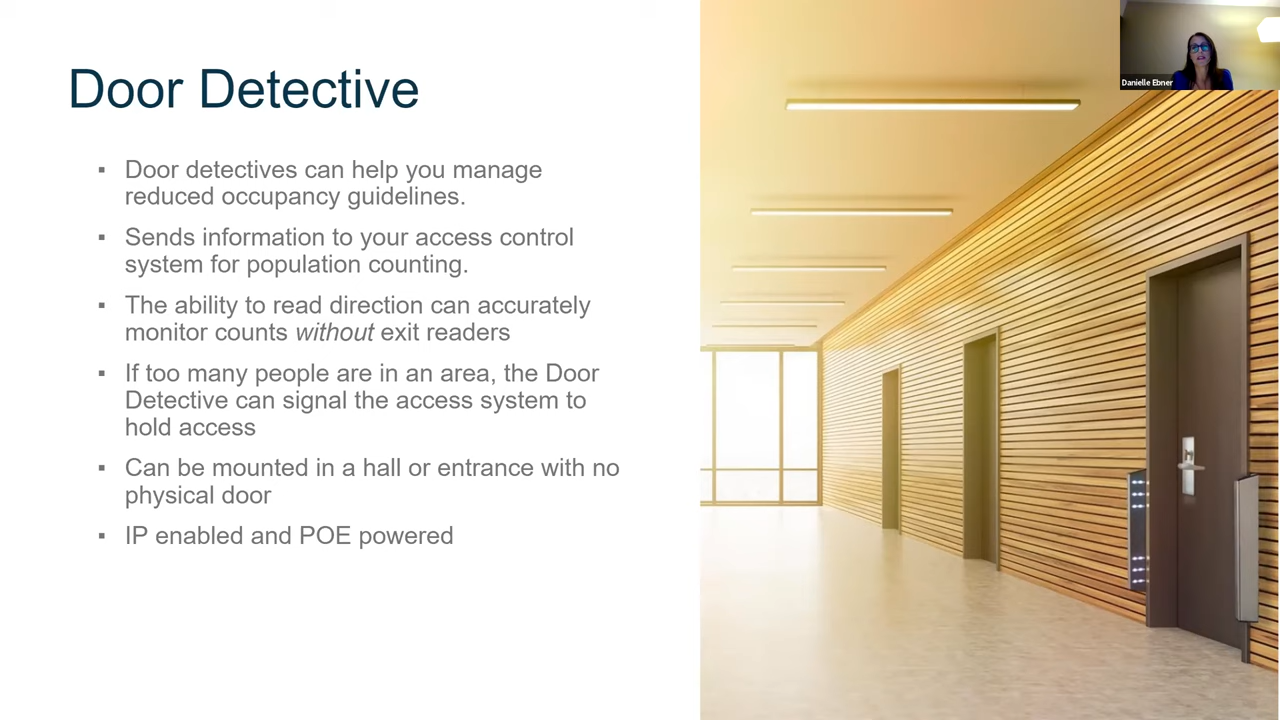 Door Detective
▪ Door detectives can help you manage
reduced occupancy guidelines.
▪ Sends information to your access control
system for population counting.
▪ The ability to read direction can accurately
monitor counts without exit readers
▪ If too many people are in an area, the Door
Detective can signal the access system to
hold access
▪ Can be mounted in a hall or entrance with no
physical door
▪ IP enabled and POE powered
Danielle Ebner